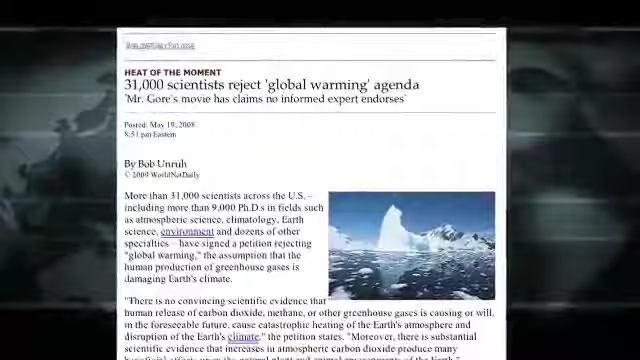 HEAT OF THE MOMENT
31,000 scientists reject 'global warming' agenda
'Mr. Gore's movie has claims no informed expert endorses'
Posted: May 19, 2008
8:51 pm Eastern
By Bob Unruh
© 2009 WorldNetDaily
More than 31,000 scientists across the U.S. –
including more than 9,000 Ph.D.s in fields such
as atmospheric science, climatology, Earth
science, environment and dozens of other
specialties – have signed a petition rejecting
"global warming," the assumption that the
human production of greenhouse gases is
damaging Earth's climate.
"There is no convincing scientific evidence that
human release of carbon dioxide, methane, or other greenhouse gases is causing or will,
in the foreseeable future, cause catastrophic heating of the Earth's atmosphere and
disruption of the Earth's climate," the petition states. "Moreover, there is substantial
scientific evidence that increases in atmospheric carbon dioxide produce many